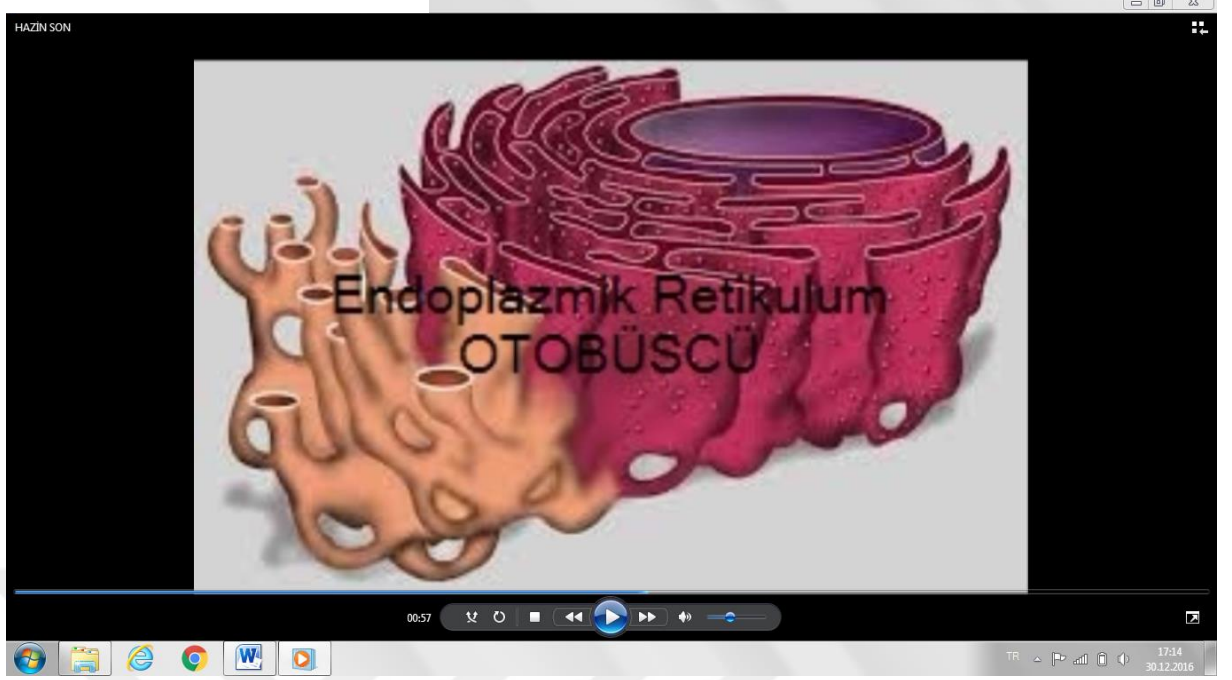 HAZİN SON
Endoplazmik Retikulum
OTOBÜSCÜ
00:57
TR
17:14
30.12.2016